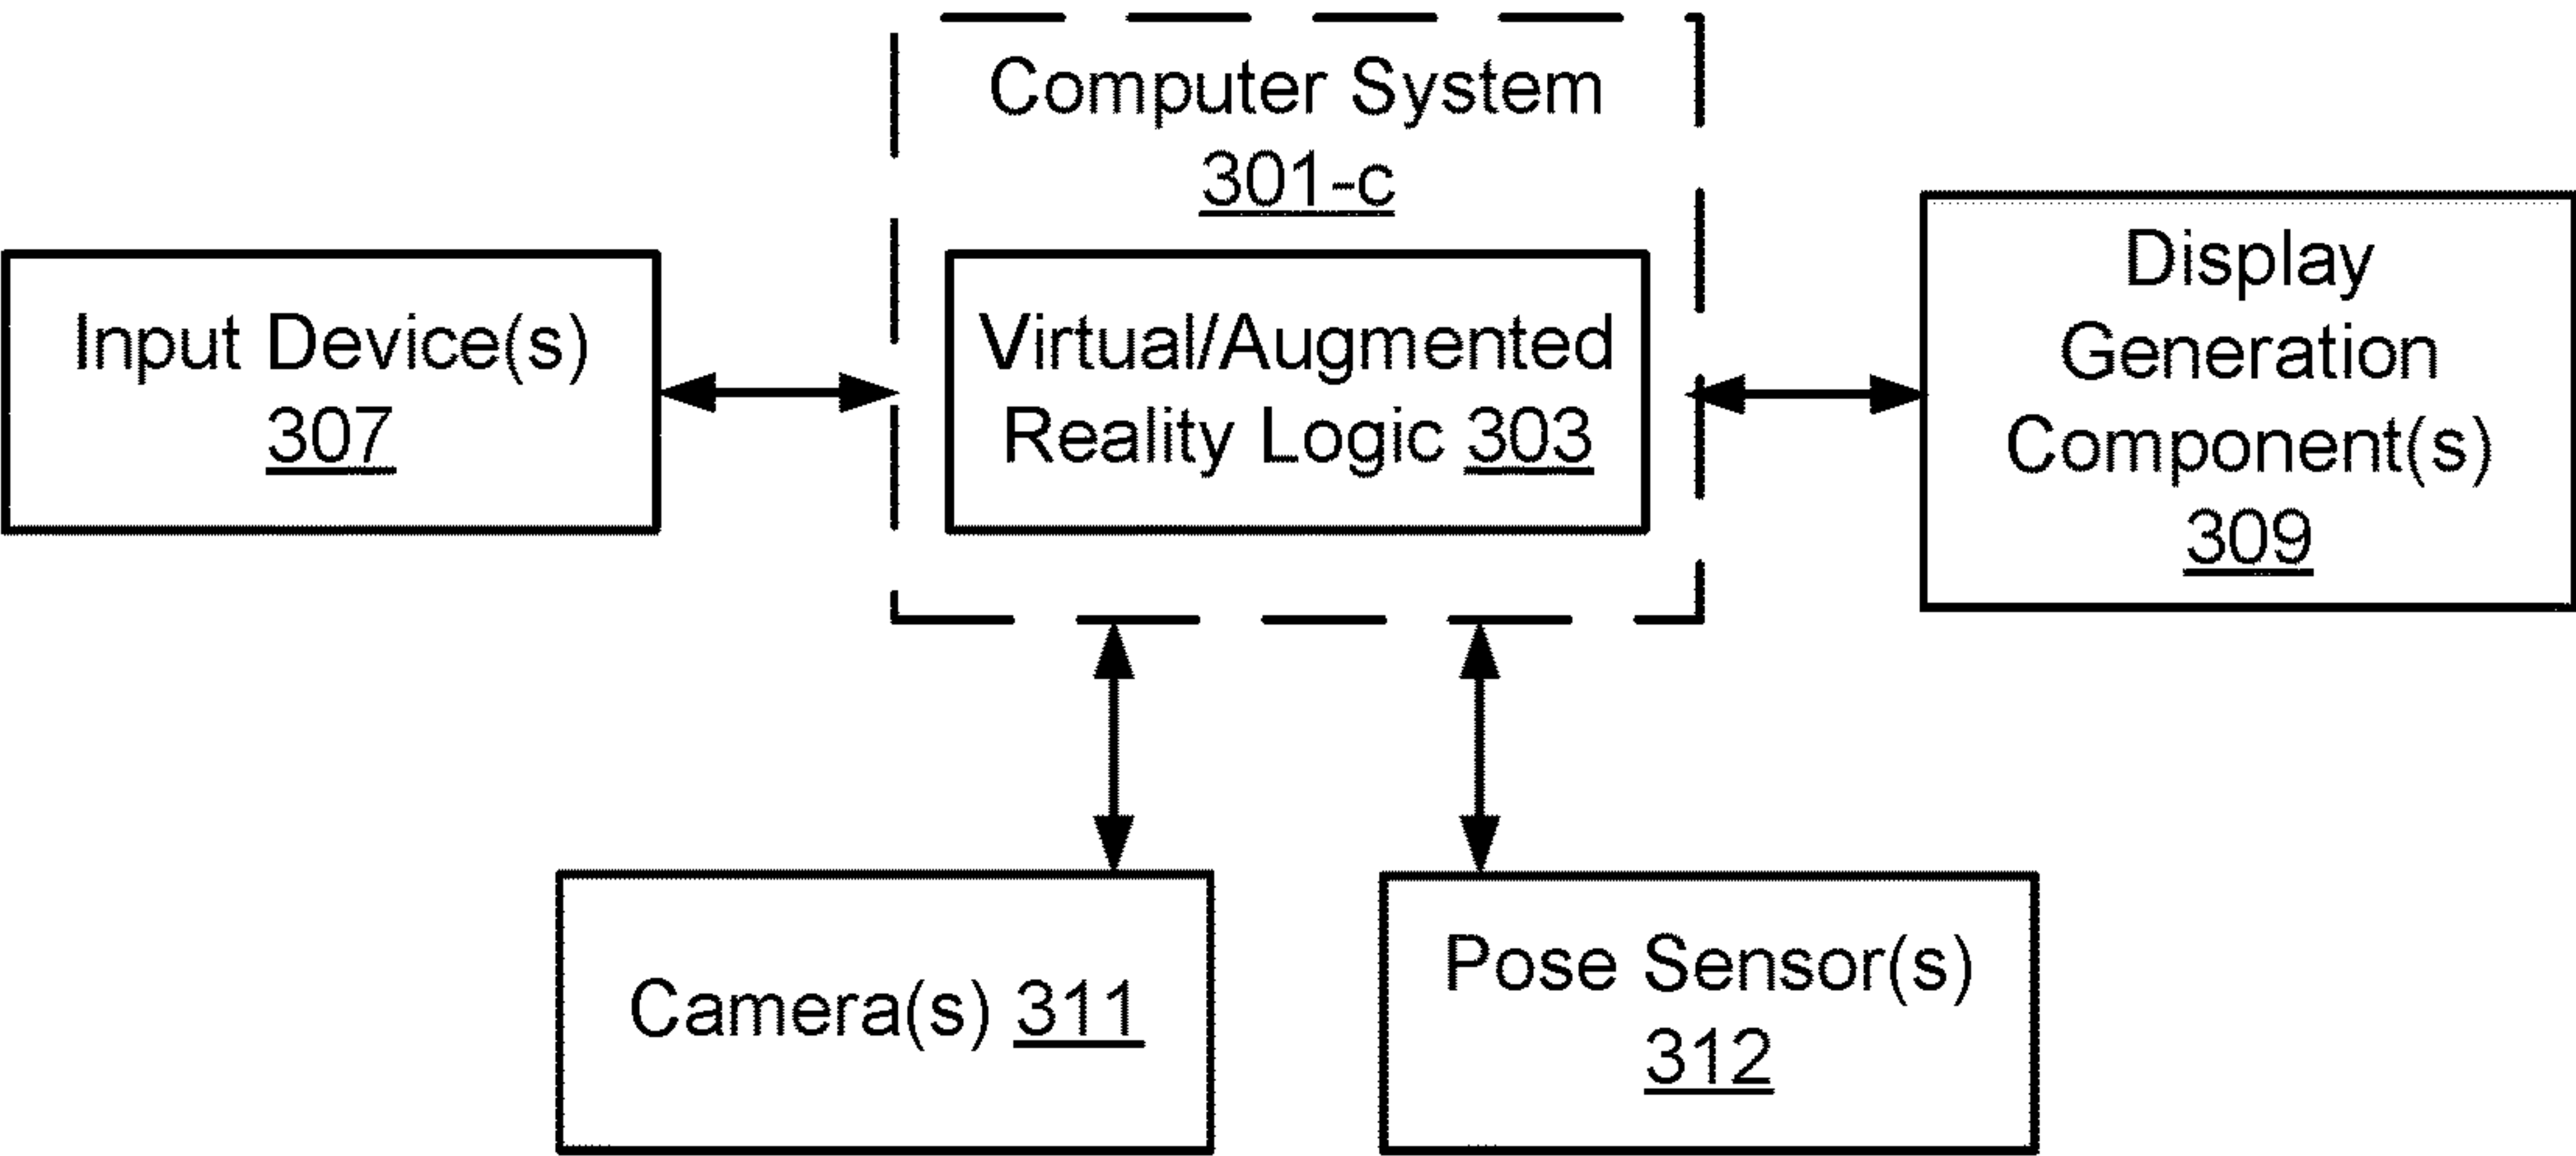 Computer System
301-c
Input Device(s)
307
Virtual/Augmented
Reality Logic 303
Display
Generation
Component(s)
309
Camera(s) 311
Pose Sensor(s)
312